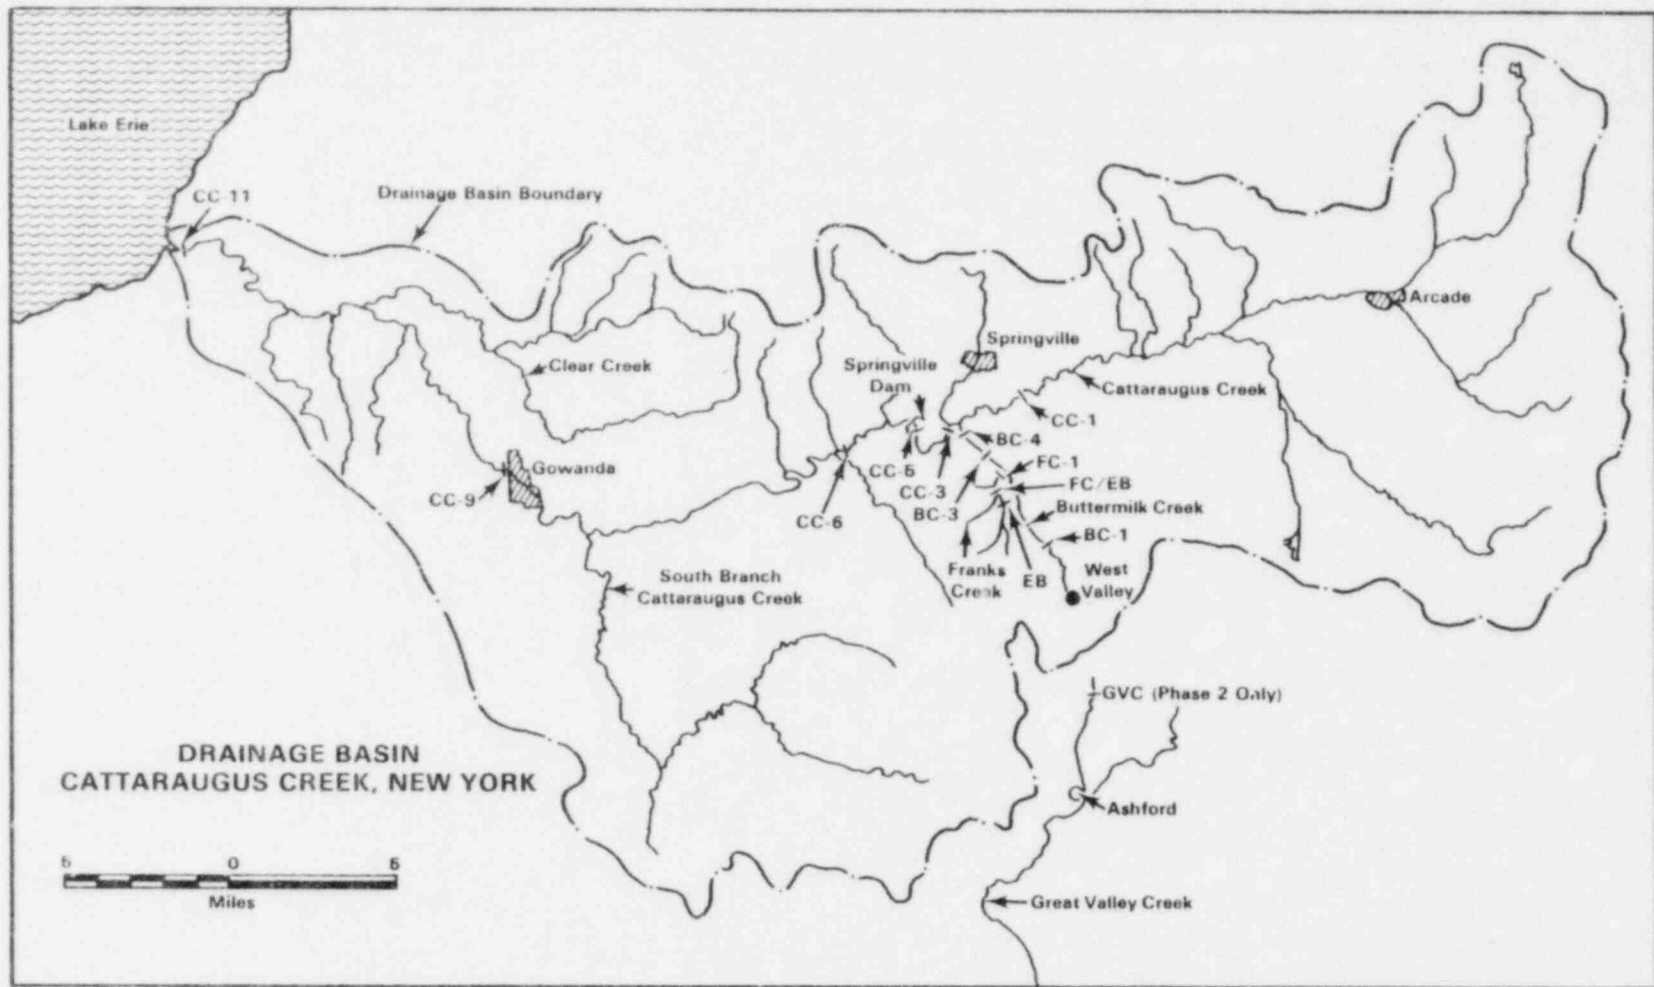 Lake Erie
CC-11
Drainage Basin Boundary
Arcade
Springville
Springville
Dam
Clear Creek
Cattaraugus Creek
CC-1
BC-4
Gowanda
CC-5
FC-1
CC-9
CC-3
FC/EB
CC-6
BC-3
Buttermilk Creek
BC-1
Franks
Creek
EB
West
Valley
South Branch
Cattaraugus Creek
GVC (Phase 2 Only)
DRAINAGE BASIN
CATTARAUGUS CREEK, NEW YORK
Ashford
5 0 5
Miles
Great Valley Creek